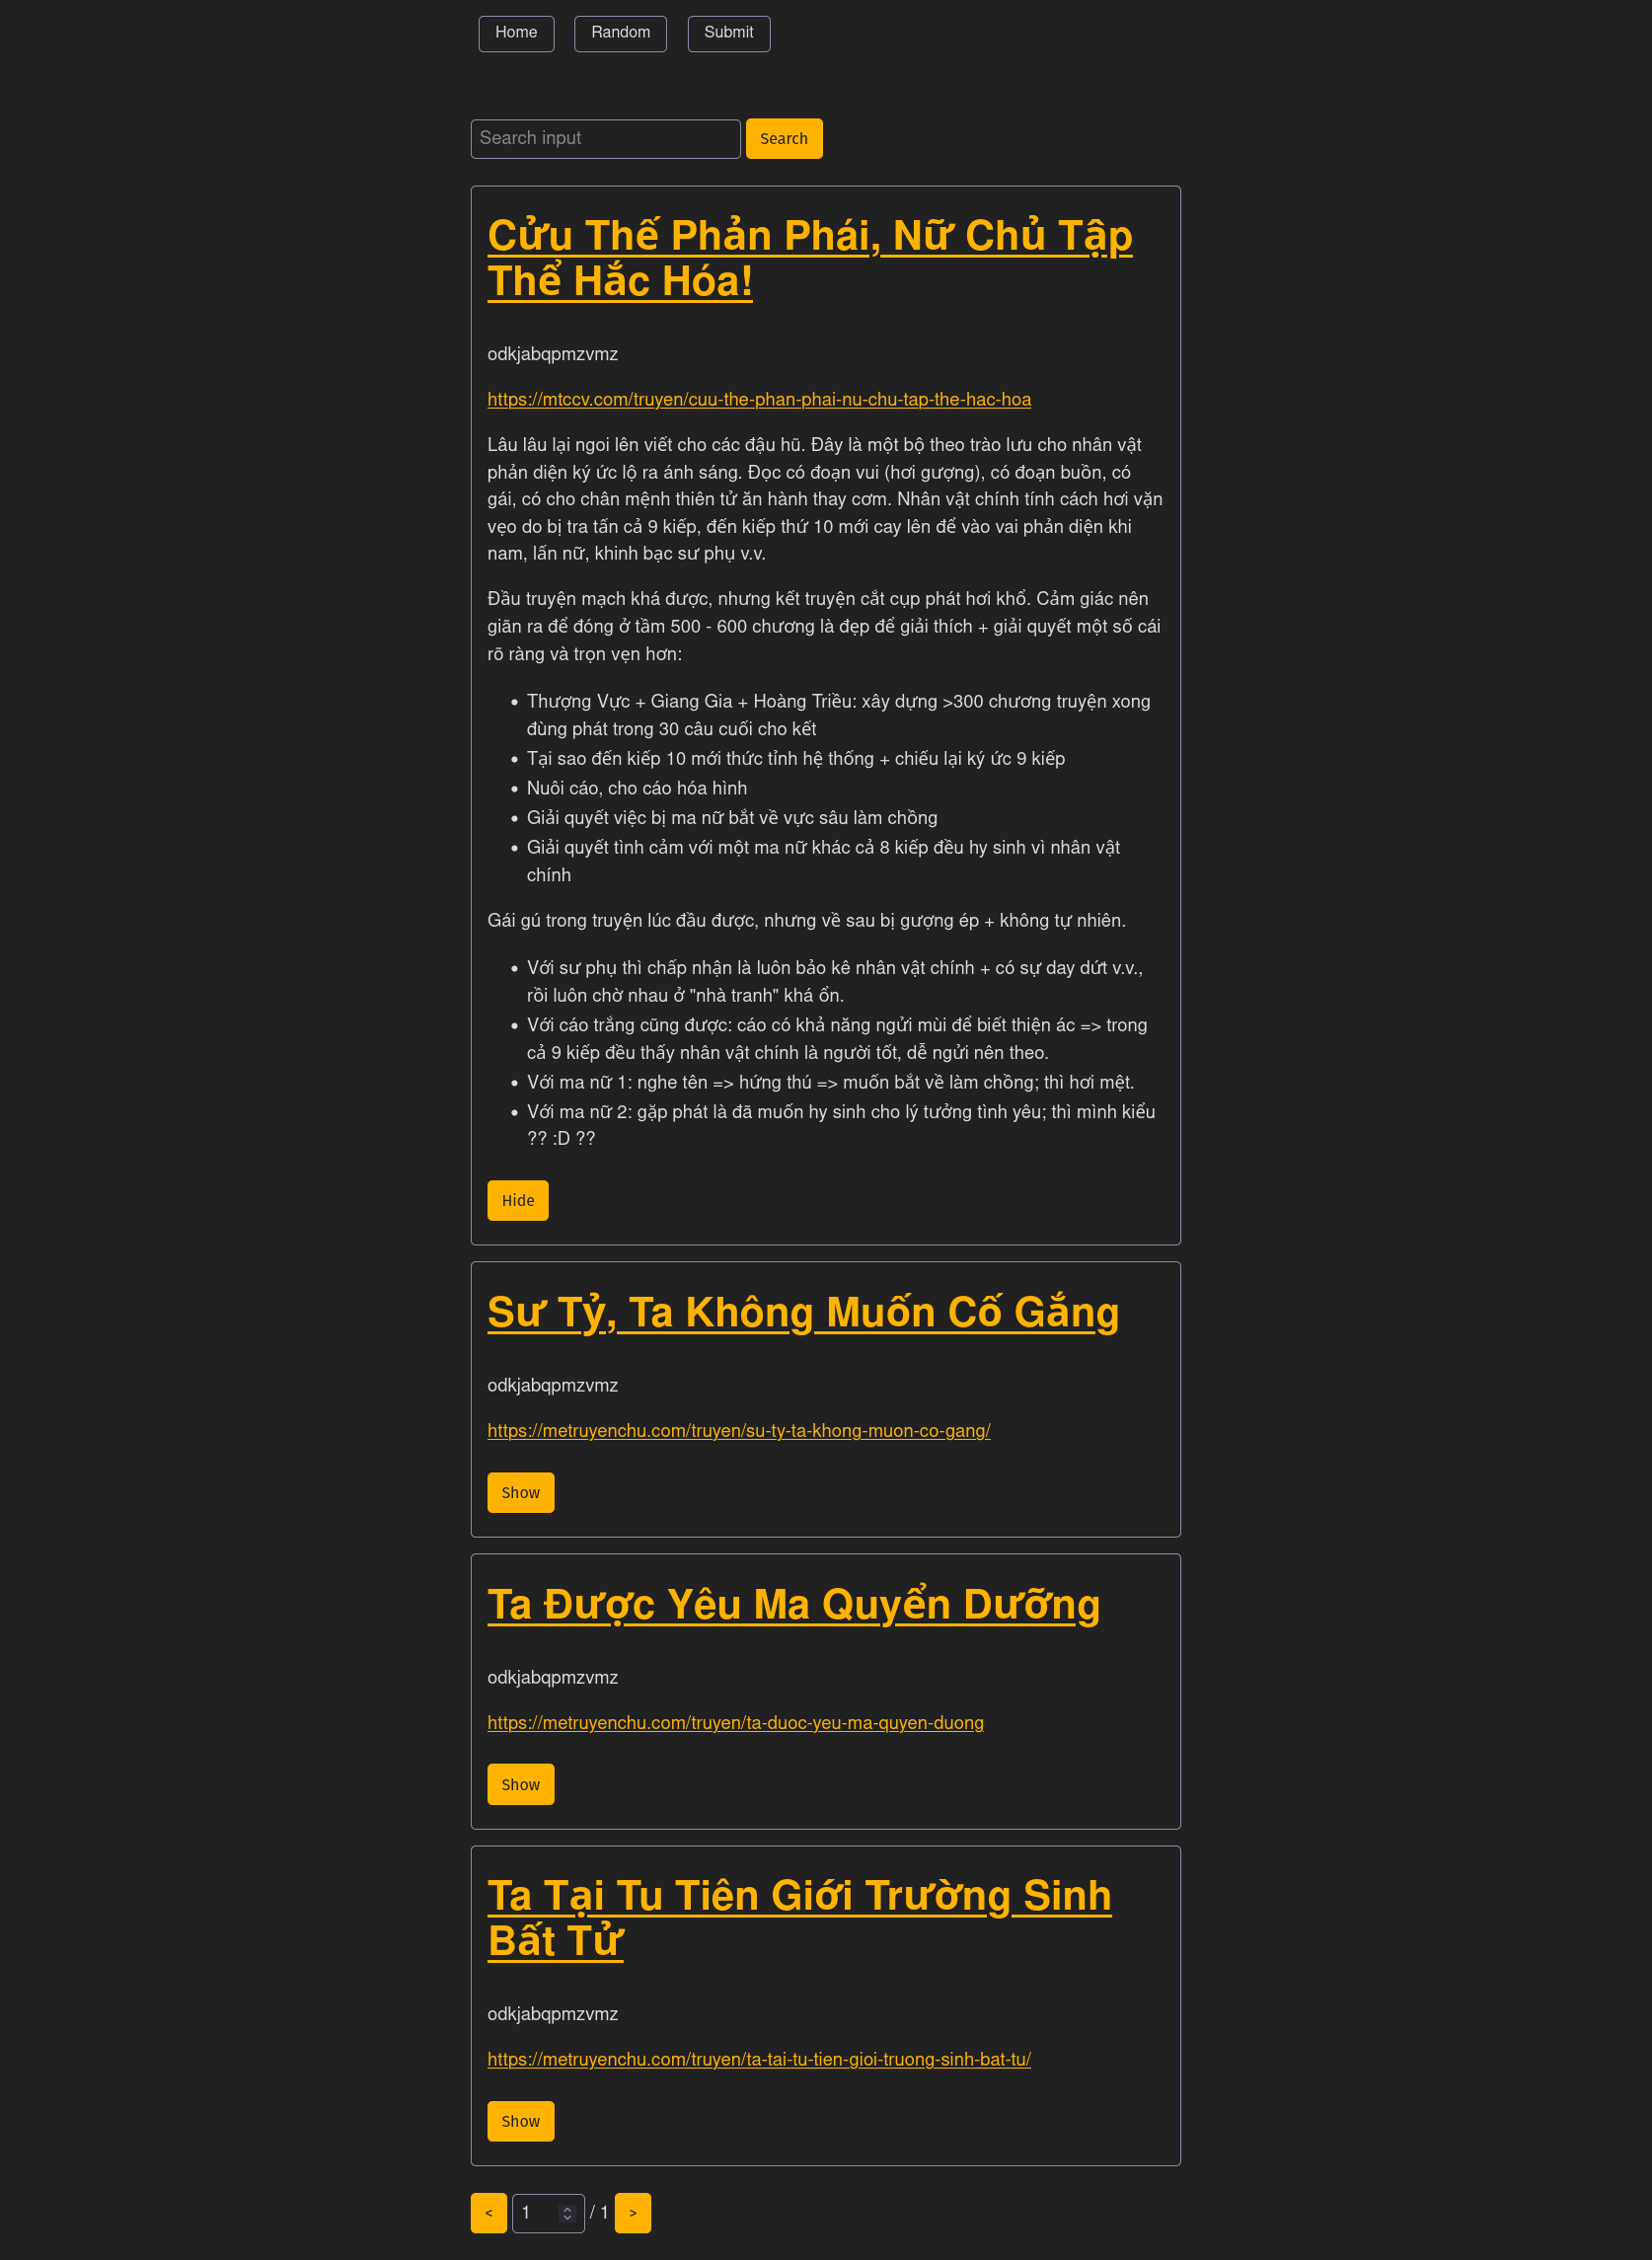 Home
Random
Submit
Search input
Search
Cửu Thế Phản Phái, Nữ Chủ Tập
Thể Hắc Hóa!
odkjabqpmzvmz
https://mtccv.com/truyen/cuu-the-phan-phai-nu-chu-tap-the-hac-hoa
Lâu lâu lại ngoi lên viết cho các đậu hũ. Đây là một bộ theo trào lưu cho nhân vật
phản diện ký ức lộ ra ánh sáng. Đọc có đoạn vui (hơi gượng), có đoạn buồn, có
gái, có cho chân mệnh thiên tử ăn hành thay cơm. Nhân vật chính tính cách hơi vặn
vẹo do bị tra tấn cả 9 kiếp, đến kiếp thứ 10 mới cay lên để vào vai phản diện khi
nam, lấn nữ, khinh bạc sư phụ v.v.
Đầu truyện mạch khá được, nhưng kết truyện cắt cụp phát hơi khổ. Cảm giác nên
giãn ra để đóng ở tầm 500 - 600 chương là đẹp để giải thích + giải quyết một số cái
rõ ràng và trọn vẹn hơn:
• Thượng Vực + Giang Gia + Hoàng Triều: xây dựng >300 chương truyện xong
đùng phát trong 30 câu cuối cho kết
• Tại sao đến kiếp 10 mới thức tỉnh hệ thống + chiếu lại ký ức 9 kiếp
• Nuôi cáo, cho cáo hóa hình
• Giải quyết việc bị ma nữ bắt về vực sâu làm chồng
• Giải quyết tình cảm với một ma nữ khác cả 8 kiếp đều hy sinh vì nhân vật
chính
Gái gú trong truyện lúc đầu được, nhưng về sau bị gượng ép + không tự nhiên.
• Với sư phụ thì chấp nhận là luôn bảo kê nhân vật chính + có sự day dứt v.v.,
rồi luôn chờ nhau ở "nhà tranh" khá ổn.
• Với cáo trắng cũng được: cáo có khả năng ngửi mùi để biết thiện ác => trong
cả 9 kiếp đều thấy nhân vật chính là người tốt, dễ ngửi nên theo.
• Với ma nữ 1: nghe tên => hứng thú => muốn bắt về làm chồng; thì hơi mệt.
• Với ma nữ 2: gặp phát là đã muốn hy sinh cho lý tưởng tình yêu; thì mình kiểu
?? :D ??
Hide
Sư Tỷ, Ta Không Muốn Cố Gắng
odkjabqpmzvmz
https://metruyenchu.com/truyen/su-ty-ta-khong-muon-co-gang/
Show
Ta Được Yêu Ma Quyển Dưỡng
odkjabqpmzvmz
https://metruyenchu.com/truyen/ta-duoc-yeu-ma-quyen-duong
Show
Ta Tại Tu Tiên Giới Trường Sinh
Bất Tử
odkjabqpmzvmz
https://metruyenchu.com/truyen/ta-tai-tu-tien-gioi-truong-sinh-bat-tu/
Show
< 1 / 1 >